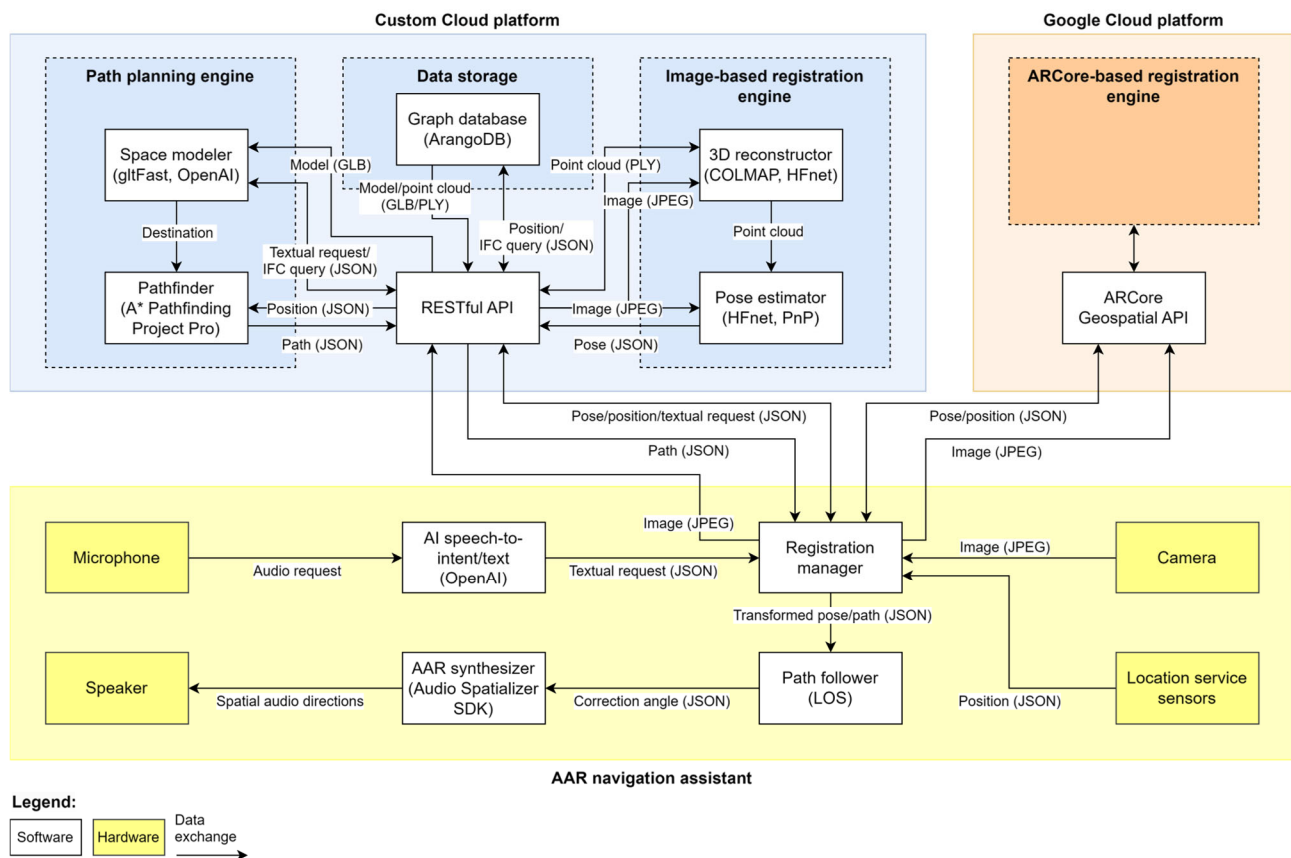 Custom Cloud platform
Google Cloud platform
Path planning engine
Data storage
Image-based registration
engine
ARCore-based registration
engine
Graph database
(ArangoDB)
Space modeler
(gltFast, OpenAI)
3D reconstructor
(COLMAP, HFnet)
Model (GLB)
Point cloud (PLY)
Model/point cloud
(GLB/PLY)
Image (JPEG)
Destination
Position/
IFC query (JSON)
Point cloud
Textual request/
IFC query (JSON)
Pathfinder
(A* Pathfinding
Project Pro)
Position (JSON)
Path (JSON)
RESTful API
Image (JPEG)
Pose (JSON)
Pose estimator
(HFnet, PnP)
ARCore
Geospatial API
Pose/position/textual request (JSON)
Pose/position (JSON)
Path (JSON)
Image (JPEG)
Image (JPEG)
Microphone
Audio request
AI speech-to-
intent/text
(OpenAI)
Textual request (JSON)
Registration
manager
Image (JPEG)
Camera
Transformed pose/path (JSON)
Speaker
Spatial audio directions
AAR synthesizer
(Audio Spatializer
SDK)
Correction angle (JSON)
Path follower
(LOS)
Position (JSON)
Location service
sensors
AAR navigation assistant
Legend:
Software
Hardware
Data
exchange